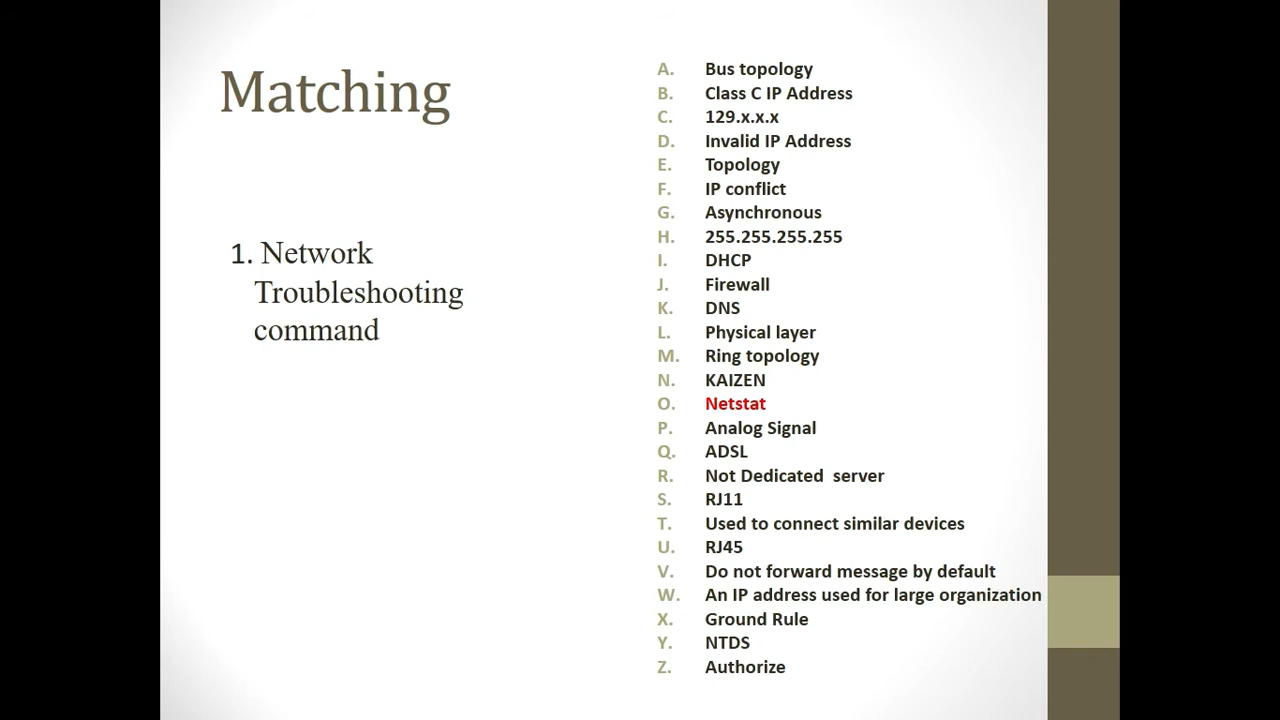 Matching
1. Network
Troubleshooting
command
A. Bus topology
B. Class C IP Address
C. 129.x.x.x
D. Invalid IP Address
E. Topology
F. IP conflict
G. Asynchronous
H. 255.255.255.255
I. DHCP
J. Firewall
K. DNS
L. Physical layer
M. Ring topology
N. KAIZEN
O. Netstat
P. Analog Signal
Q. ADSL
R. Not Dedicated server
S. RJ11
T. Used to connect similar devices
U. RJ45
V. Do not forward message by default
W. An IP address used for large organization
X. Ground Rule
Y. NTDS
Z. Authorize